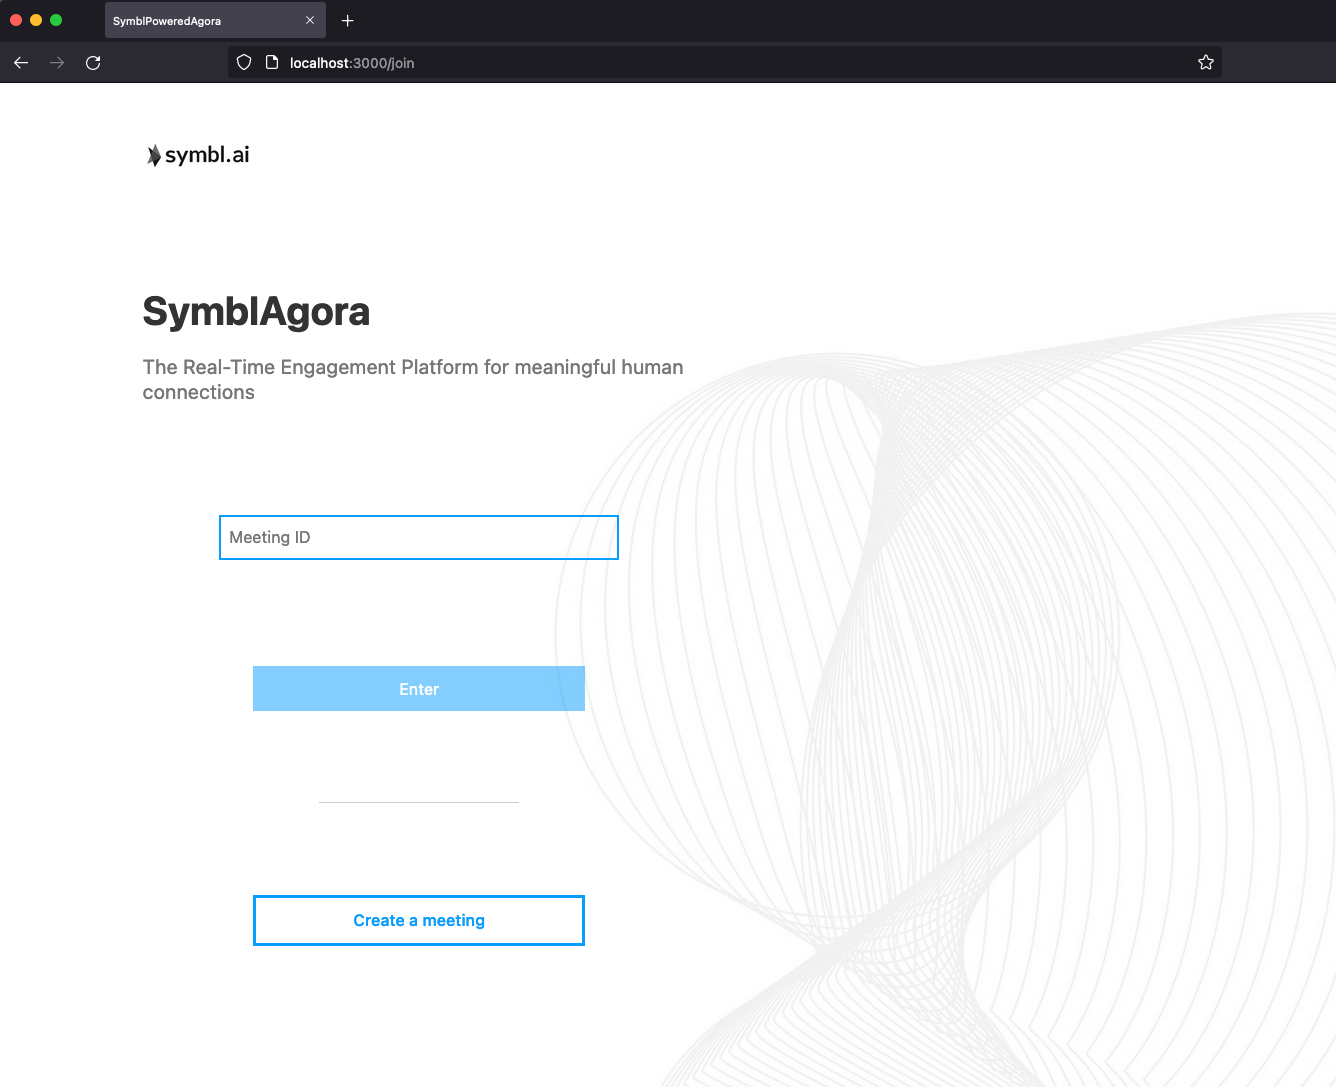 SymblPoweredAgora
localhost:3000/join
symbl.ai
SymblAgora
The Real-Time Engagement Platform for meaningful human
connections
Meeting ID
Enter
Create a meeting